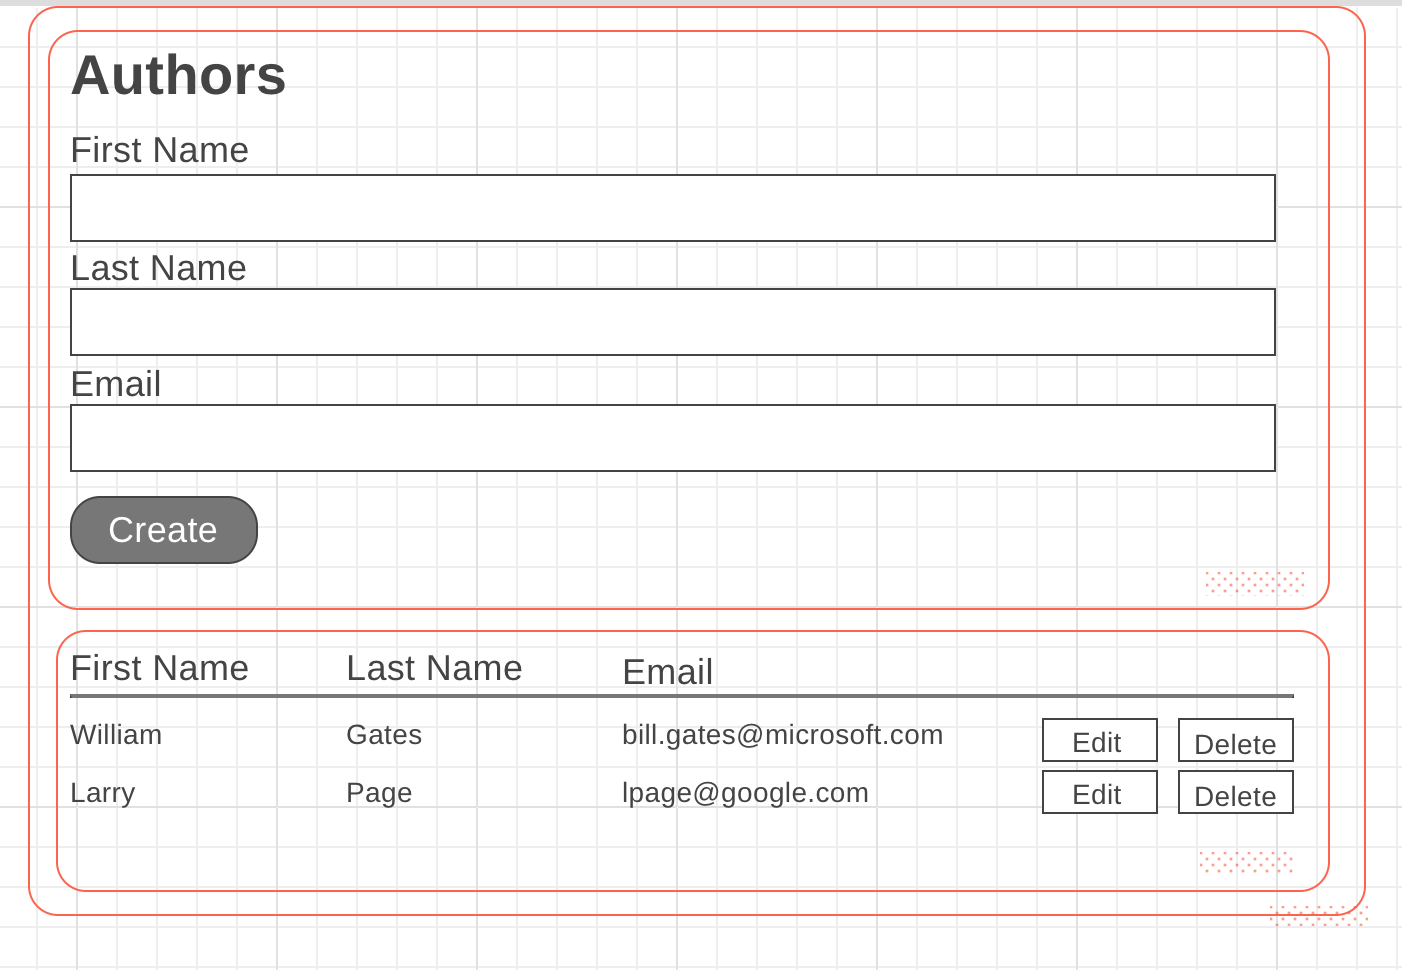 Authors
First Name
Last Name
Email
Create
First Name Last Name Email
William Gates bill.gates@microsoft.com Edit Delete
Larry Page lpage@google.com Edit Delete